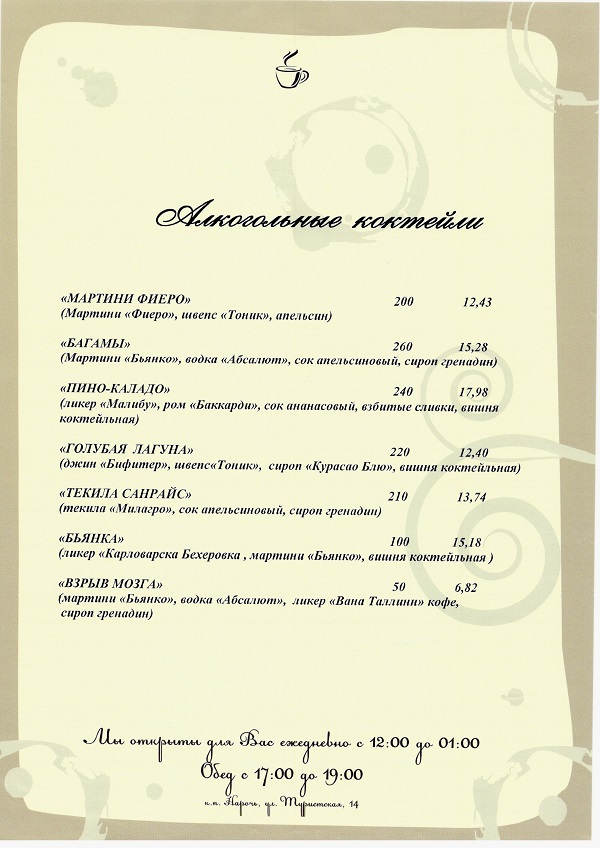 Алкогольные коктейли
«МАРТИНИ ФИЕРО» 200 12,43
(Мартини «Фиеро», швепс «Тоник», апельсин)
«БАГАМЫ» 260 15,28
(Мартини «Бьянко», водка «Абсалют», сок апельсиновый, сироп гренадин)
«ПИНО-КАЛАДО» 240 17,98
(ликер «Малибу», ром «Баккарди», сок ананасовый, взбитые сливки, вишня
коктейльная)
«ГОЛУБАЯ ЛАГУНА» 220 12,40
(джин «Бифитер», швепс«Тоник», сироп «Курасао Блю», вишня коктейльная)
«ТЕКИЛА САНРАЙС» 210 13,74
(текила «Милагро», сок апельсиновый, сироп гренадин)
«БЬЯНКА» 100 15,18
(ликер «Карловарска Бехеровка , мартини «Бьянко», вишня коктейльная )
«ВЗРЫВ МОЗГА» 50 6,82
(мартини «Бьянко», водка «Абсалют», ликер «Вана Таллинн» кофе,
сироп гренадин)
Мы открыты для Вас ежедневно с 12:00 до 01:00
Обед с 17:00 до 19:00
к.п. Нарочь, ул. Туристская, 14